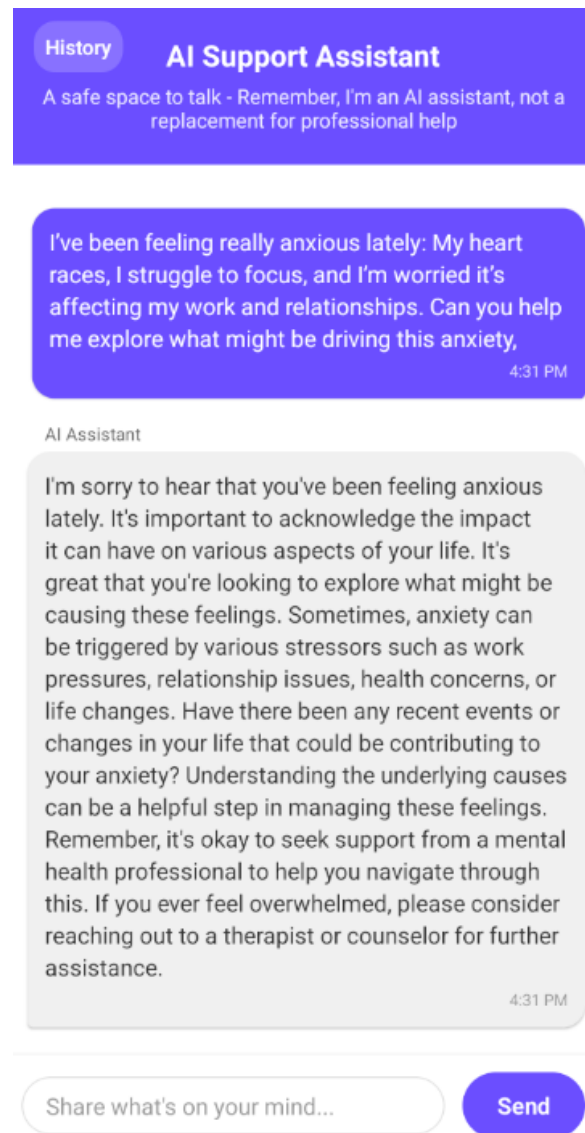 History
AI Support Assistant
A safe space to talk - Remember, I'm an AI assistant, not a
replacement for professional help
I've been feeling really anxious lately: My heart
races, I struggle to focus, and I'm worried it's
affecting my work and relationships. Can you help
me explore what might be driving this anxiety,
4:31 PM
AI Assistant
I'm sorry to hear that you've been feeling anxious
lately. It's important to acknowledge the impact
it can have on various aspects of your life. It's
great that you're looking to explore what might be
causing these feelings. Sometimes, anxiety can
be triggered by various stressors such as work
pressures, relationship issues, health concerns, or
life changes. Have there been any recent events or
changes in your life that could be contributing to
your anxiety? Understanding the underlying causes
can be a helpful step in managing these feelings.
Remember, it's okay to seek support from a mental
health professional to help you navigate through
this. If you ever feel overwhelmed, please consider
reaching out to a therapist or counselor for further
assistance.
4:31 PM
Share what's on your mind...
Send